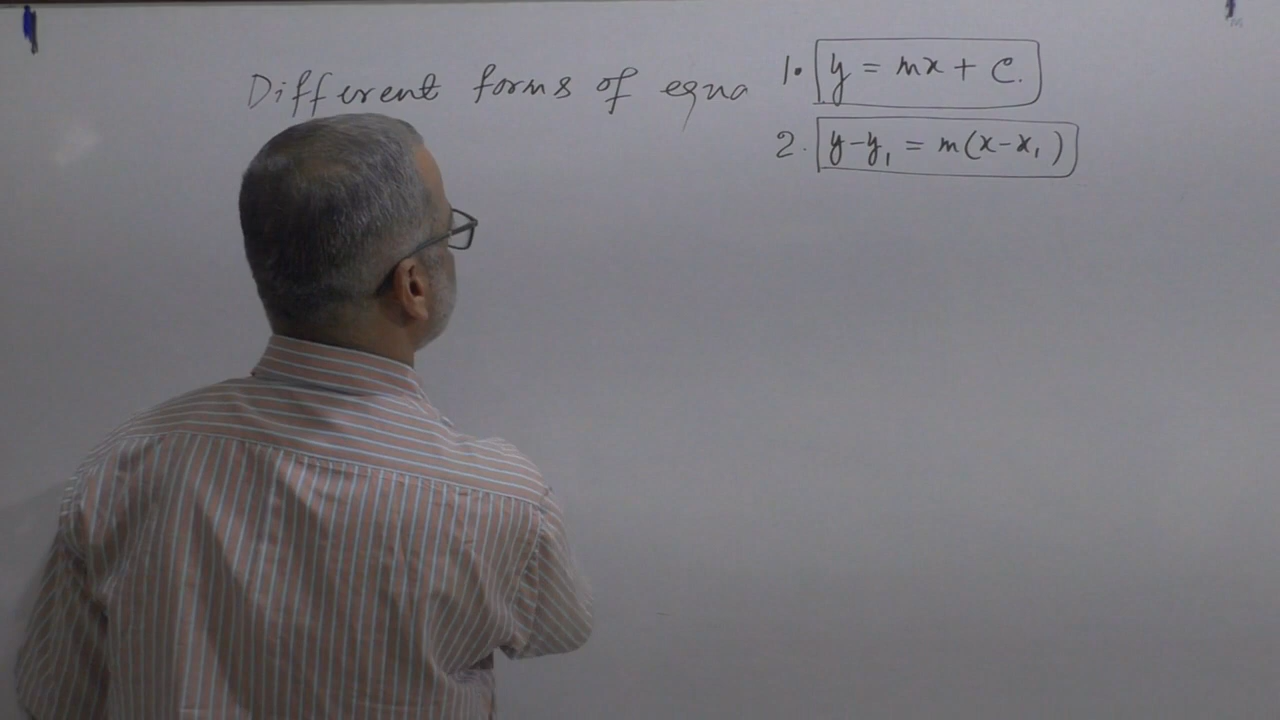 Different forms of equa
1. y = mx + c.
2. y-y₁ = m(x-x₁)